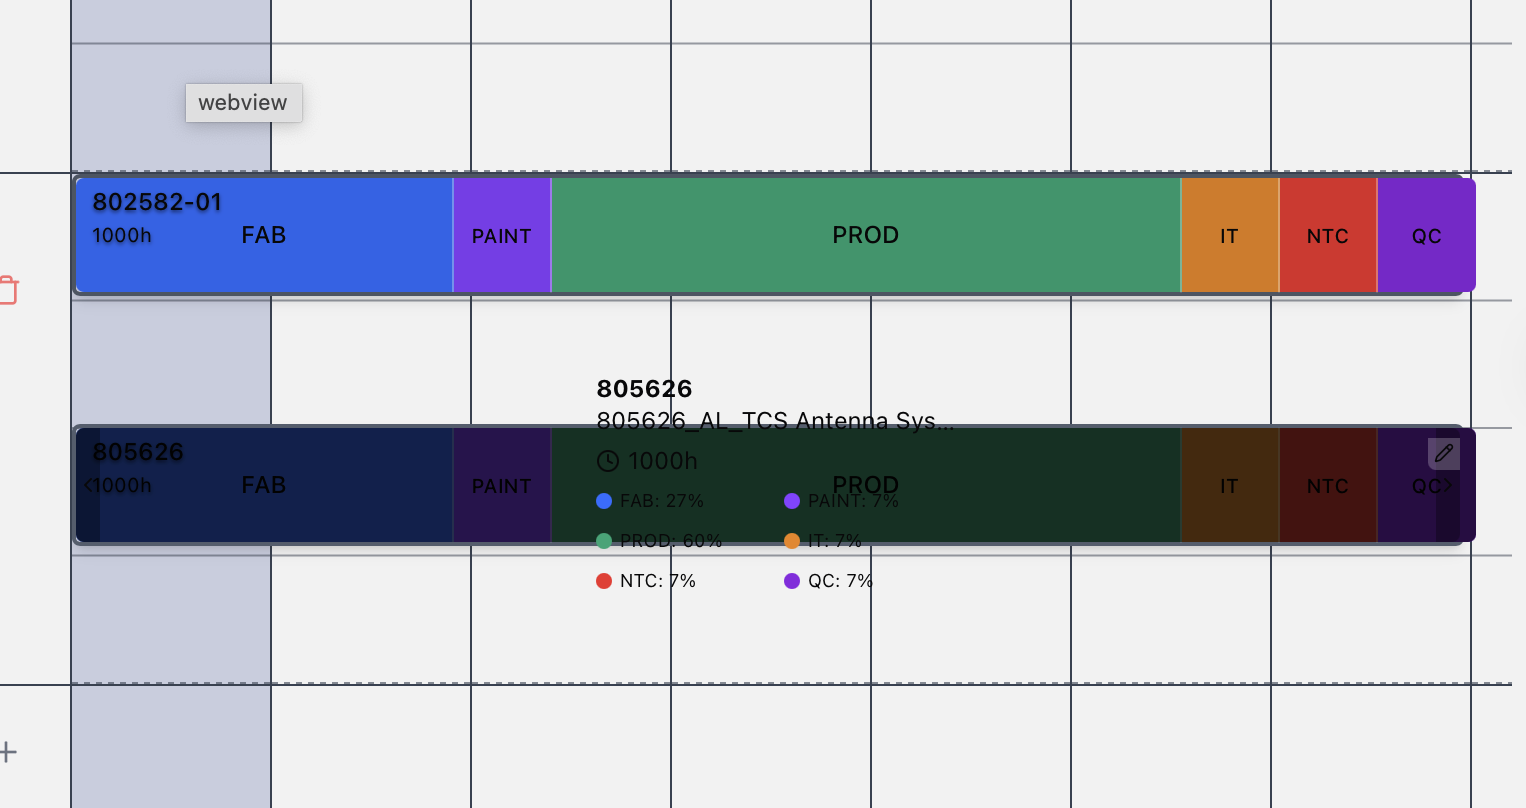 webview
802582-01
1000h
FAB
PAINT
PROD
IT
NTC
QC
805626
805626_AL_TCS Antenna Sys...
805626
1000h
1000h
FAB
PAINT
PROD
IT
NTC
QC
FAB: 27%
PAINT: 7%
PROD: 60%
IT: 7%
NTC: 7%
QC: 7%